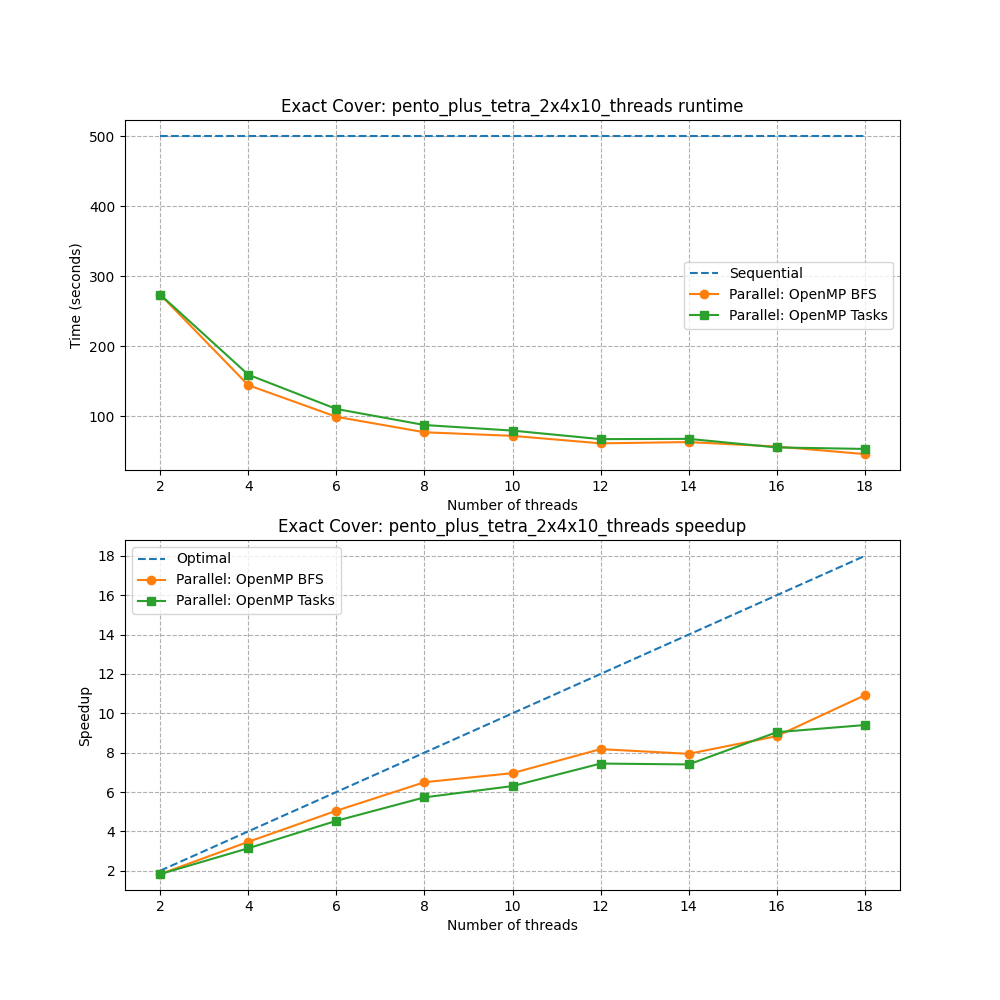 Exact Cover: pento_plus_tetra_2x4x10_threads runtime
500
400
300
200
100
Time (seconds)
Sequential
Parallel: OpenMP BFS
Parallel: OpenMP Tasks
2 4 6 8 10 12 14 16 18
Number of threads
Exact Cover: pento_plus_tetra_2x4x10_threads speedup
Optimal
Parallel: OpenMP BFS
Parallel: OpenMP Tasks
18
16
14
12
10
8
6
4
2
Speedup
2 4 6 8 10 12 14 16 18
Number of threads